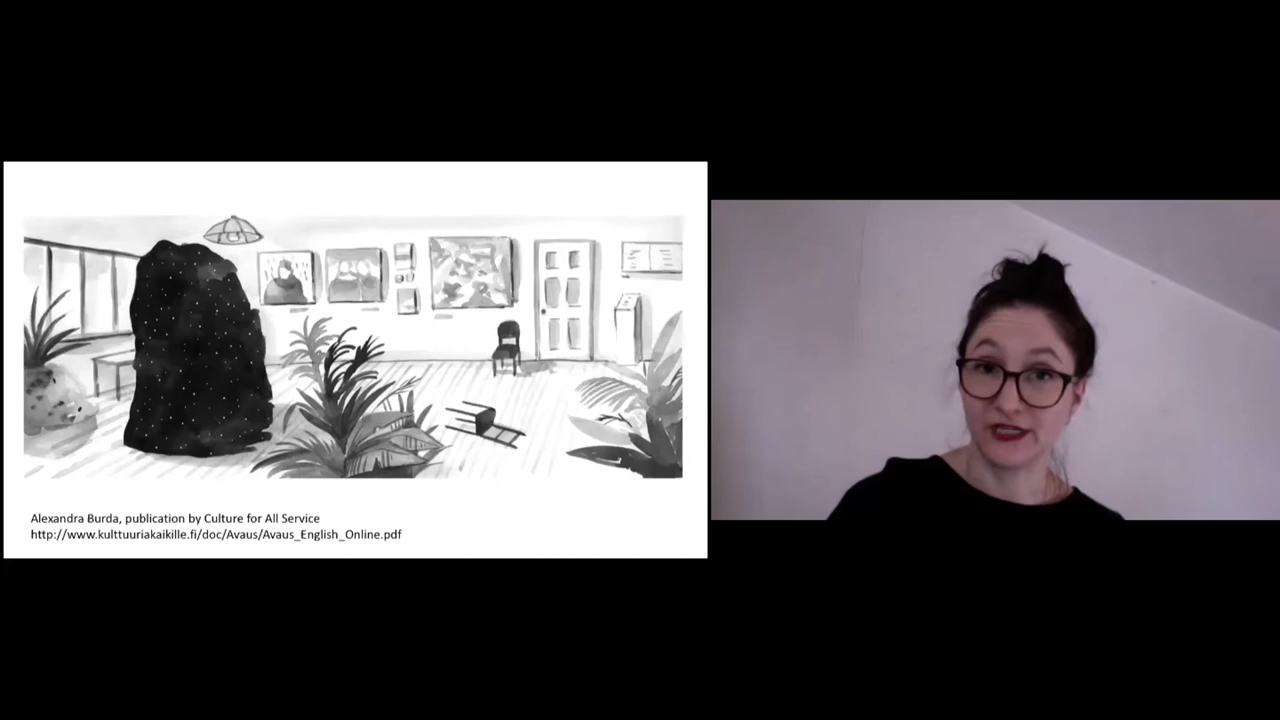 Alexandra Burda, publication by Culture for All Service
http://www.kulttuuriakaikille.fi/doc/Avaus/Avaus_English_Online.pdf